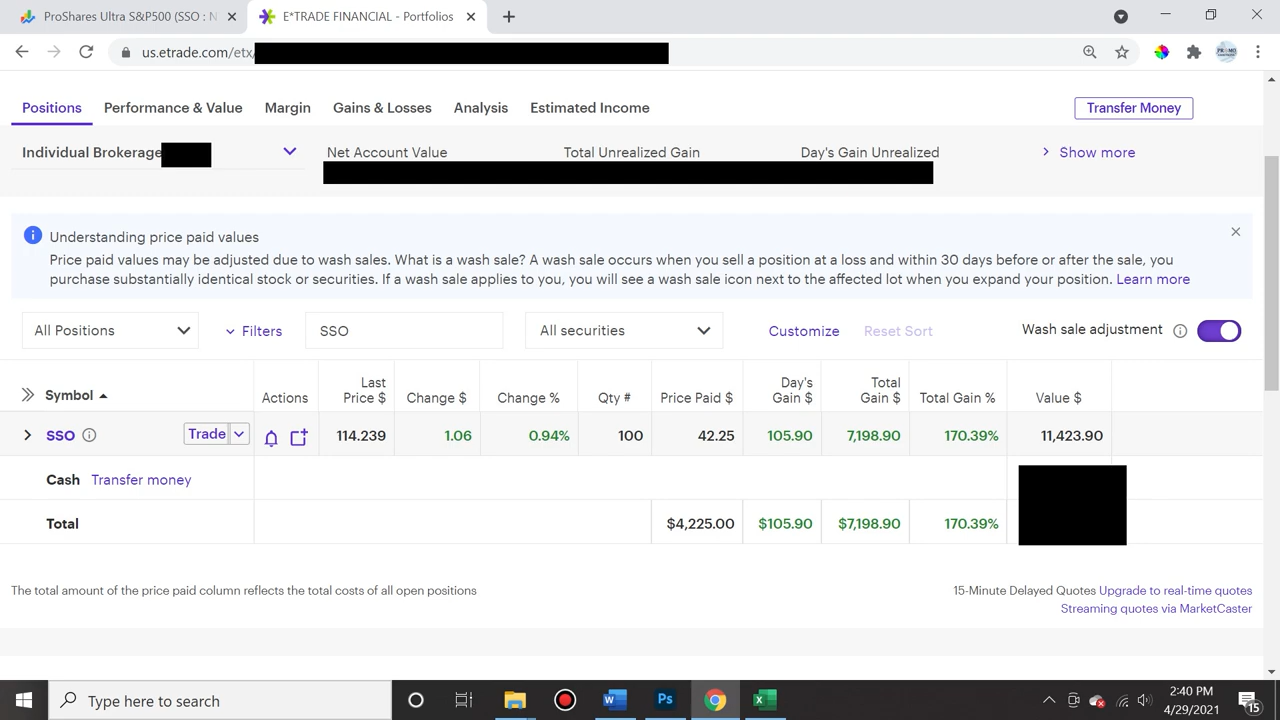 ProShares Ultra S&P500 (SSO : N
E*TRADE FINANCIAL - Portfolios
us.etrade.com/etx/
Positions Performance & Value Margin Gains & Losses Analysis Estimated Income Transfer Money
Individual Brokerage Net Account Value Total Unrealized Gain Day's Gain Unrealized Show more
Understanding price paid values
Price paid values may be adjusted due to wash sales. What is a wash sale? A wash sale occurs when you sell a position at a loss and within 30 days before or after the sale, you
purchase substantially identical stock or securities. If a wash sale applies to you, you will see a wash sale icon next to the affected lot when you expand your position. Learn more
All Positions Filters SSO All securities Customize Reset Sort Wash sale adjustment
Symbol Actions Last Price $ Change $ Change % Qty # Price Paid $ Day's Gain $ Total Gain $ Total Gain % Value $
SSO Trade 114.239 1.06 0.94% 100 42.25 105.90 7,198.90 170.39% 11,423.90
Cash Transfer money
Total $4,225.00 $105.90 $7,198.90 170.39%
The total amount of the price paid column reflects the total costs of all open positions
15-Minute Delayed Quotes Upgrade to real-time quotes
Streaming quotes via MarketCaster
Type here to search
2:40 PM
4/29/2021
15